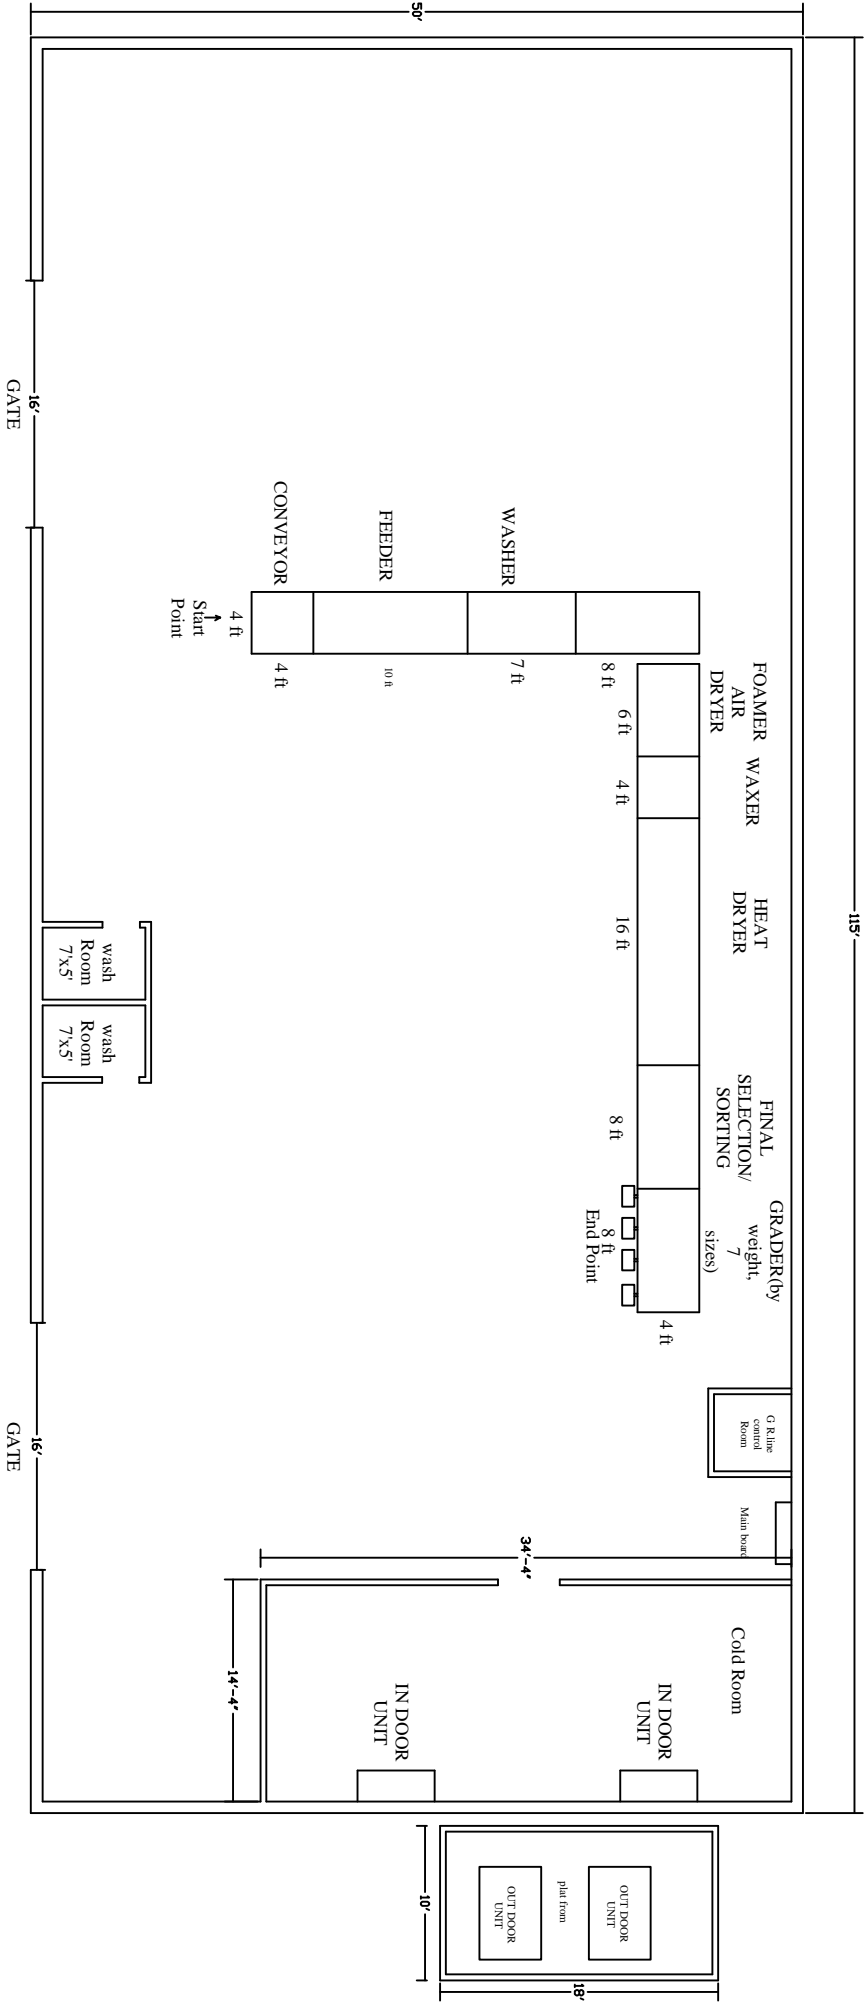 115'
50'
FOAMER
AIR
DRYER
WAXER
HEAT
DRYER
FINAL
SELECTION/
SORTING
GRADER(by
weight,
7
sizes)
WASHER
FEEDER
CONVEYOR
8 ft
7 ft
10 ft
4 ft
4 ft
Start
Point
6 ft
4 ft
16 ft
8 ft
8 ft
End Point
4 ft
G R.line
control
Room
Main board
34'-4"
14'-4"
Cold Room
IN DOOR
UNIT
IN DOOR
UNIT
OUT DOOR
UNIT
plat from
OUT DOOR
UNIT
18'
10'
wash
Room
7'x5'
wash
Room
7'x5'
16'
GATE
16'
GATE